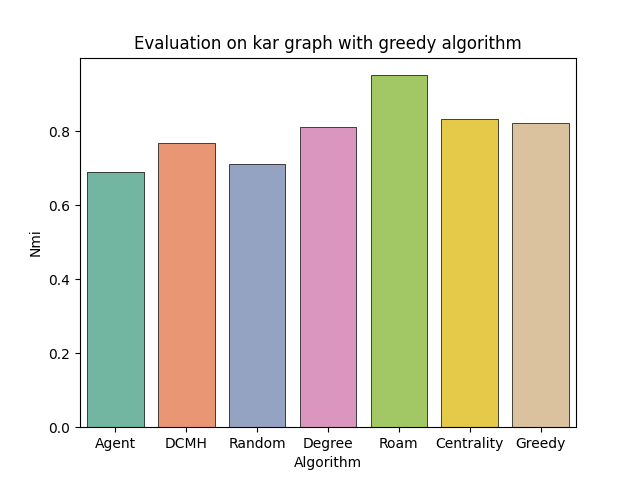 Evaluation on kar graph with greedy algorithm
Nmi
0.8
0.6
0.4
0.2
0.0
Agent DCMH Random Degree Roam Centrality Greedy
Algorithm